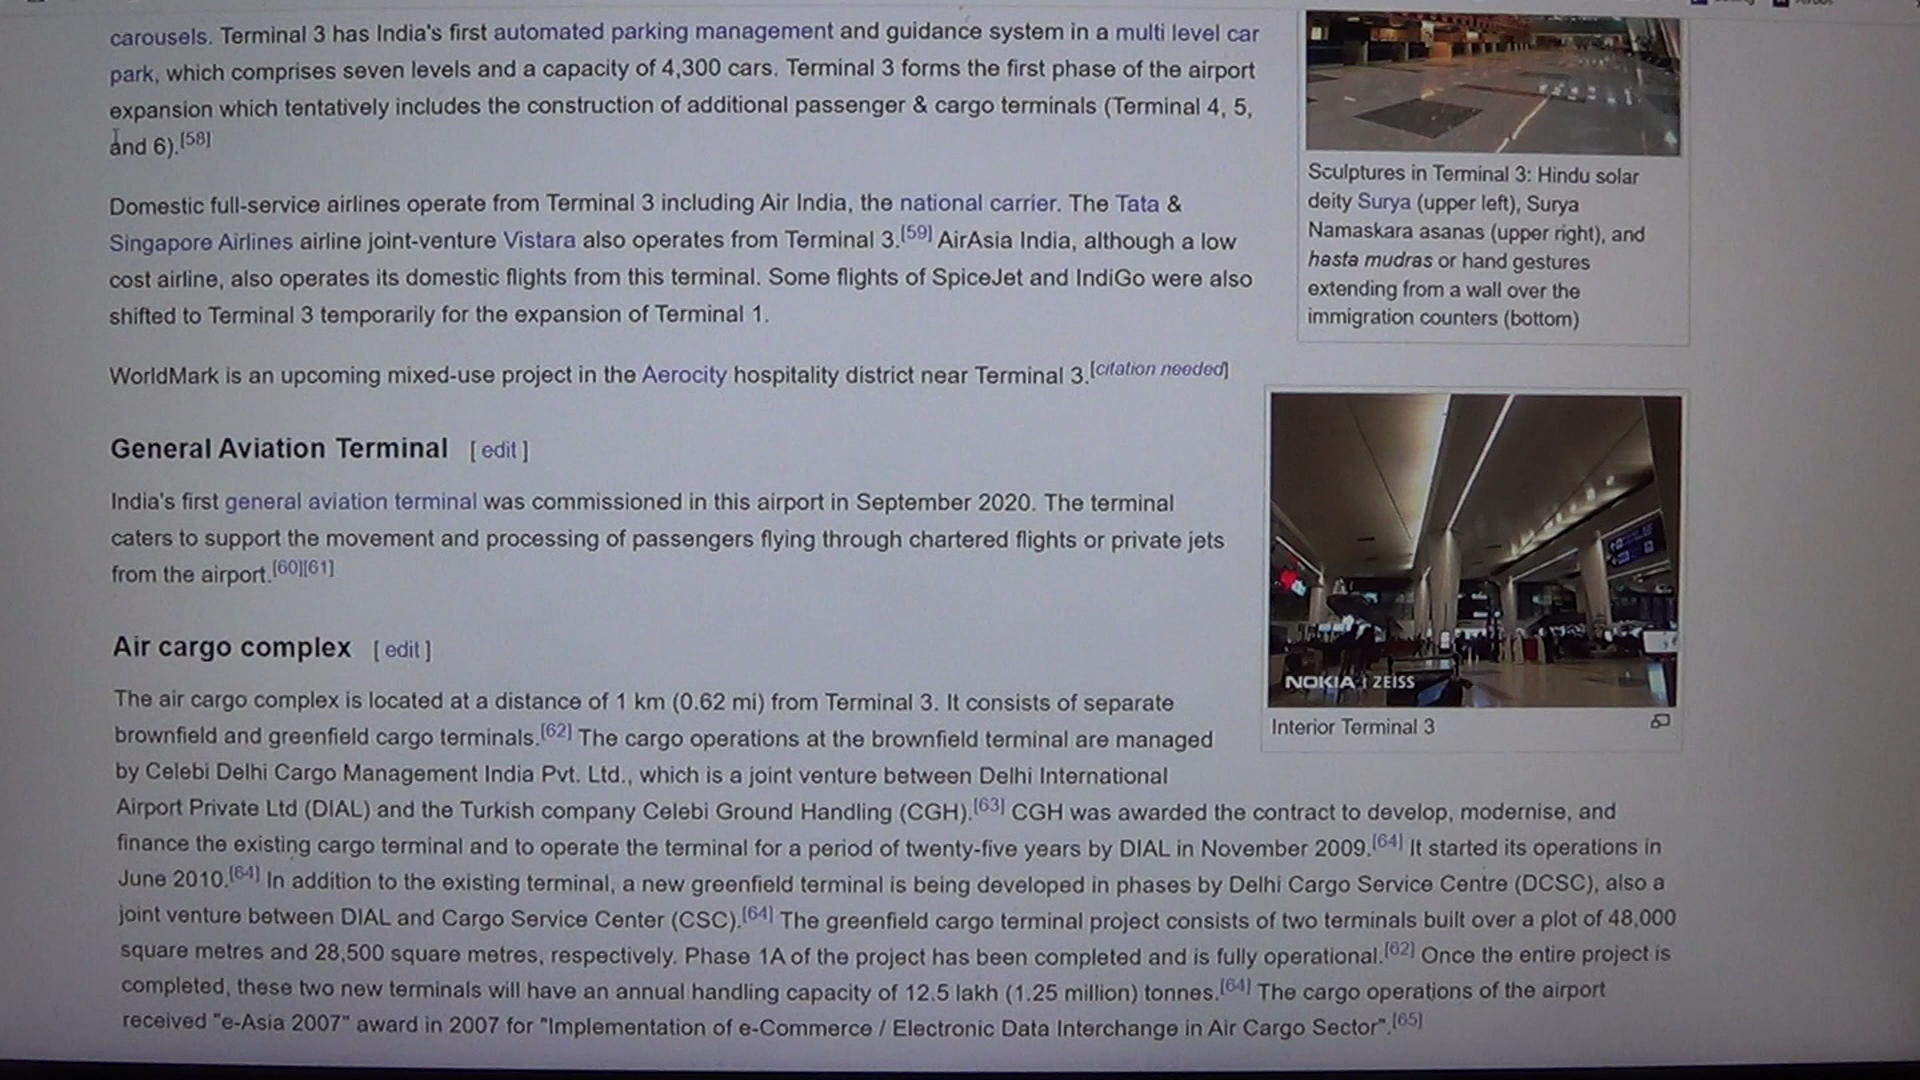 carousels. Terminal 3 has India's first automated parking management and guidance system in a multi level car
park, which comprises seven levels and a capacity of 4,300 cars. Terminal 3 forms the first phase of the airport
expansion which tentatively includes the construction of additional passenger & cargo terminals (Terminal 4, 5,
and 6).[58]
Domestic full-service airlines operate from Terminal 3 including Air India, the national carrier. The Tata &
Singapore Airlines airline joint-venture Vistara also operates from Terminal 3.[59] AirAsia India, although a low
cost airline, also operates its domestic flights from this terminal. Some flights of SpiceJet and IndiGo were also
shifted to Terminal 3 temporarily for the expansion of Terminal 1.
WorldMark is an upcoming mixed-use project in the Aerocity hospitality district near Terminal 3.[citation needed]
Sculptures in Terminal 3: Hindu solar
deity Surya (upper left), Surya
Namaskara asanas (upper right), and
hasta mudras or hand gestures
extending from a wall over the
immigration counters (bottom)
General Aviation Terminal [ edit ]
India's first general aviation terminal was commissioned in this airport in September 2020. The terminal
caters to support the movement and processing of passengers flying through chartered flights or private jets
from the airport.[60][61]
NOKIA | ZEISS
Interior Terminal 3
Air cargo complex [ edit ]
The air cargo complex is located at a distance of 1 km (0.62 mi) from Terminal 3. It consists of separate
brownfield and greenfield cargo terminals.[62] The cargo operations at the brownfield terminal are managed
by Celebi Delhi Cargo Management India Pvt. Ltd., which is a joint venture between Delhi International
Airport Private Ltd (DIAL) and the Turkish company Celebi Ground Handling (CGH).[63] CGH was awarded the contract to develop, modernise, and
finance the existing cargo terminal and to operate the terminal for a period of twenty-five years by DIAL in November 2009.[64] It started its operations in
June 2010.[64] In addition to the existing terminal, a new greenfield terminal is being developed in phases by Delhi Cargo Service Centre (DCSC), also a
joint venture between DIAL and Cargo Service Center (CSC).[64] The greenfield cargo terminal project consists of two terminals built over a plot of 48,000
square metres and 28,500 square metres, respectively. Phase 1A of the project has been completed and is fully operational.[62] Once the entire project is
completed, these two new terminals will have an annual handling capacity of 12.5 lakh (1.25 million) tonnes.[64] The cargo operations of the airport
received "e-Asia 2007" award in 2007 for "Implementation of e-Commerce / Electronic Data Interchange in Air Cargo Sector".[65]